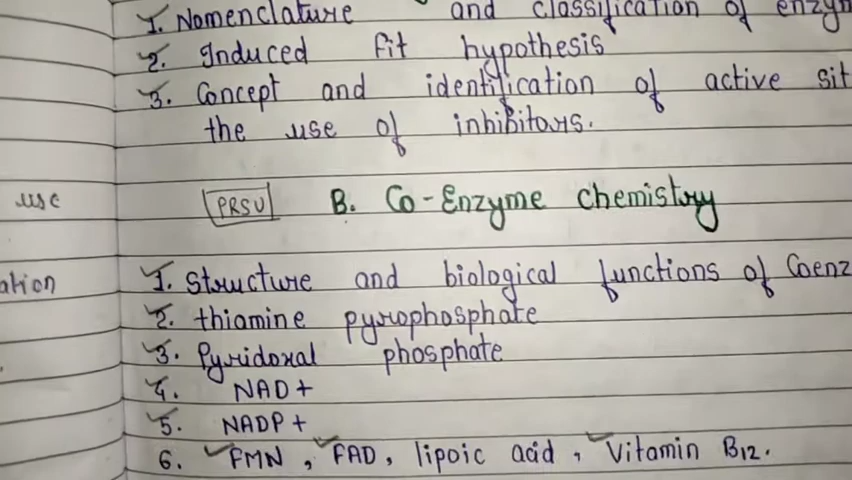 1. Nomenclature and classification of enzym
2. Induced fit hypothesis
3. Concept and identification of active sit
the use of inhibitors.
use
PRSU B. Co-Enzyme chemistry
ation 1. Structure and biological functions of Coenz
2. thiamine pyrophosphate
3. Pyridoxal phosphate
4. NAD+
5. NADP+
6. FMN, FAD, lipoic acid, Vitamin B12.